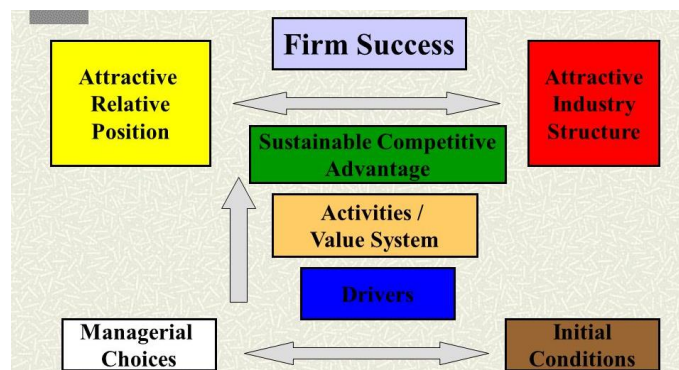 Firm Success
Attractive
Relative
Position
Attractive
Industry
Structure
Sustainable Competitive
Advantage
Activities /
Value System
Drivers
Managerial
Choices
Initial
Conditions